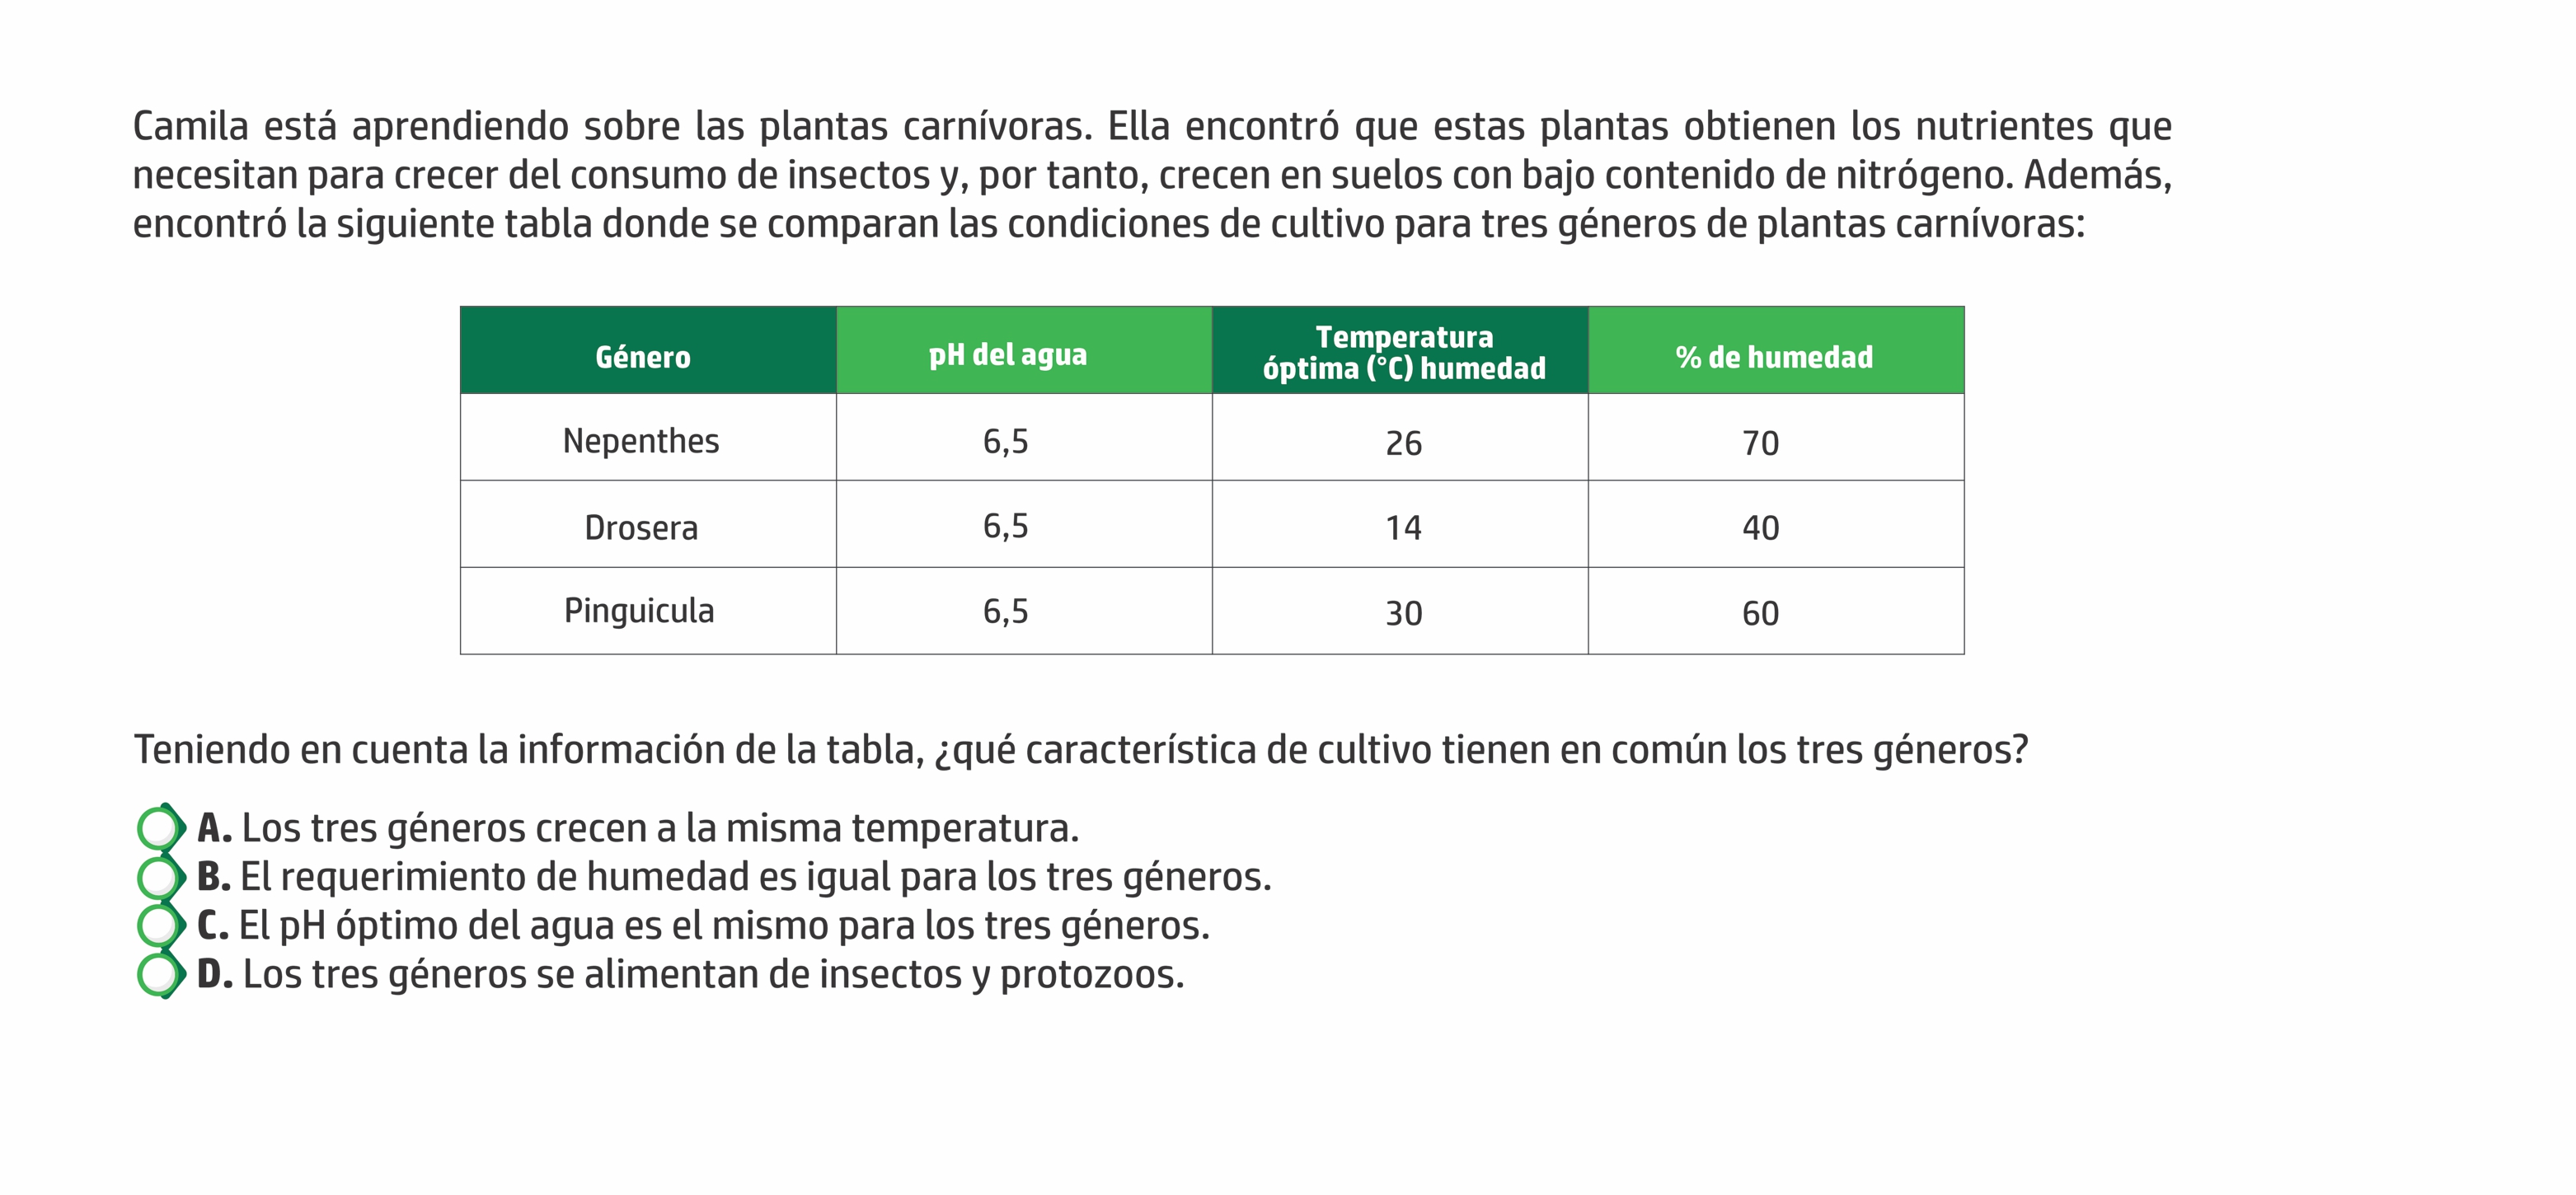 Camila está aprendiendo sobre las plantas carnívoras. Ella encontró que estas plantas obtienen los nutrientes que
necesitan para crecer del consumo de insectos y, por tanto, crecen en suelos con bajo contenido de nitrógeno. Además,
encontró la siguiente tabla donde se comparan las condiciones de cultivo para tres géneros de plantas carnívoras:
Género pH del agua Temperatura óptima (°C) humedad % de humedad
Nepenthes 6,5 26 70
Drosera 6,5 14 40
Pinguicula 6,5 30 60
Teniendo en cuenta la información de la tabla, ¿qué característica de cultivo tienen en común los tres géneros?
A. Los tres géneros crecen a la misma temperatura.
B. El requerimiento de humedad es igual para los tres géneros.
C. El pH óptimo del agua es el mismo para los tres géneros.
D. Los tres géneros se alimentan de insectos y protozoos.